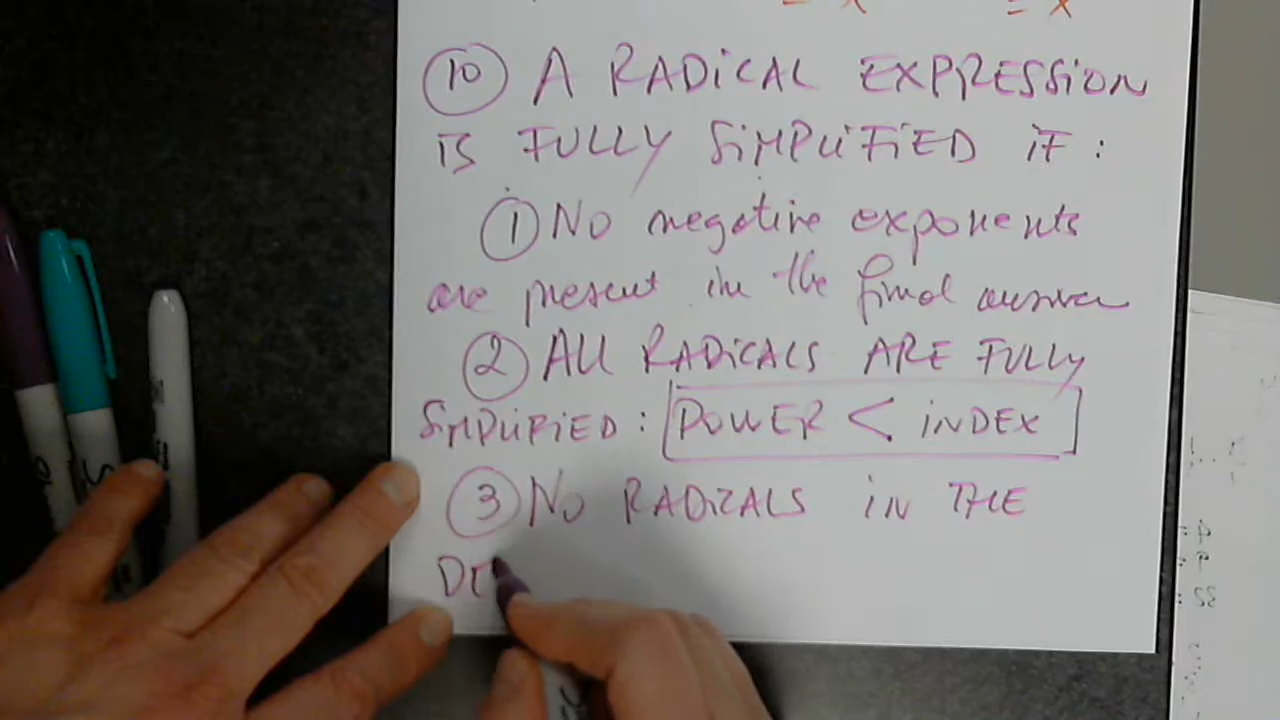 = x = x
10 A RADICAL EXPRESSION
IS FULLY SIMPLIFIED IF :
1 No negative exponents
are present in the final answer
2 ALL RADICALS ARE FULLY
SIMPLIFIED : POWER < INDEX
3 NO RADICALS IN THE
DE